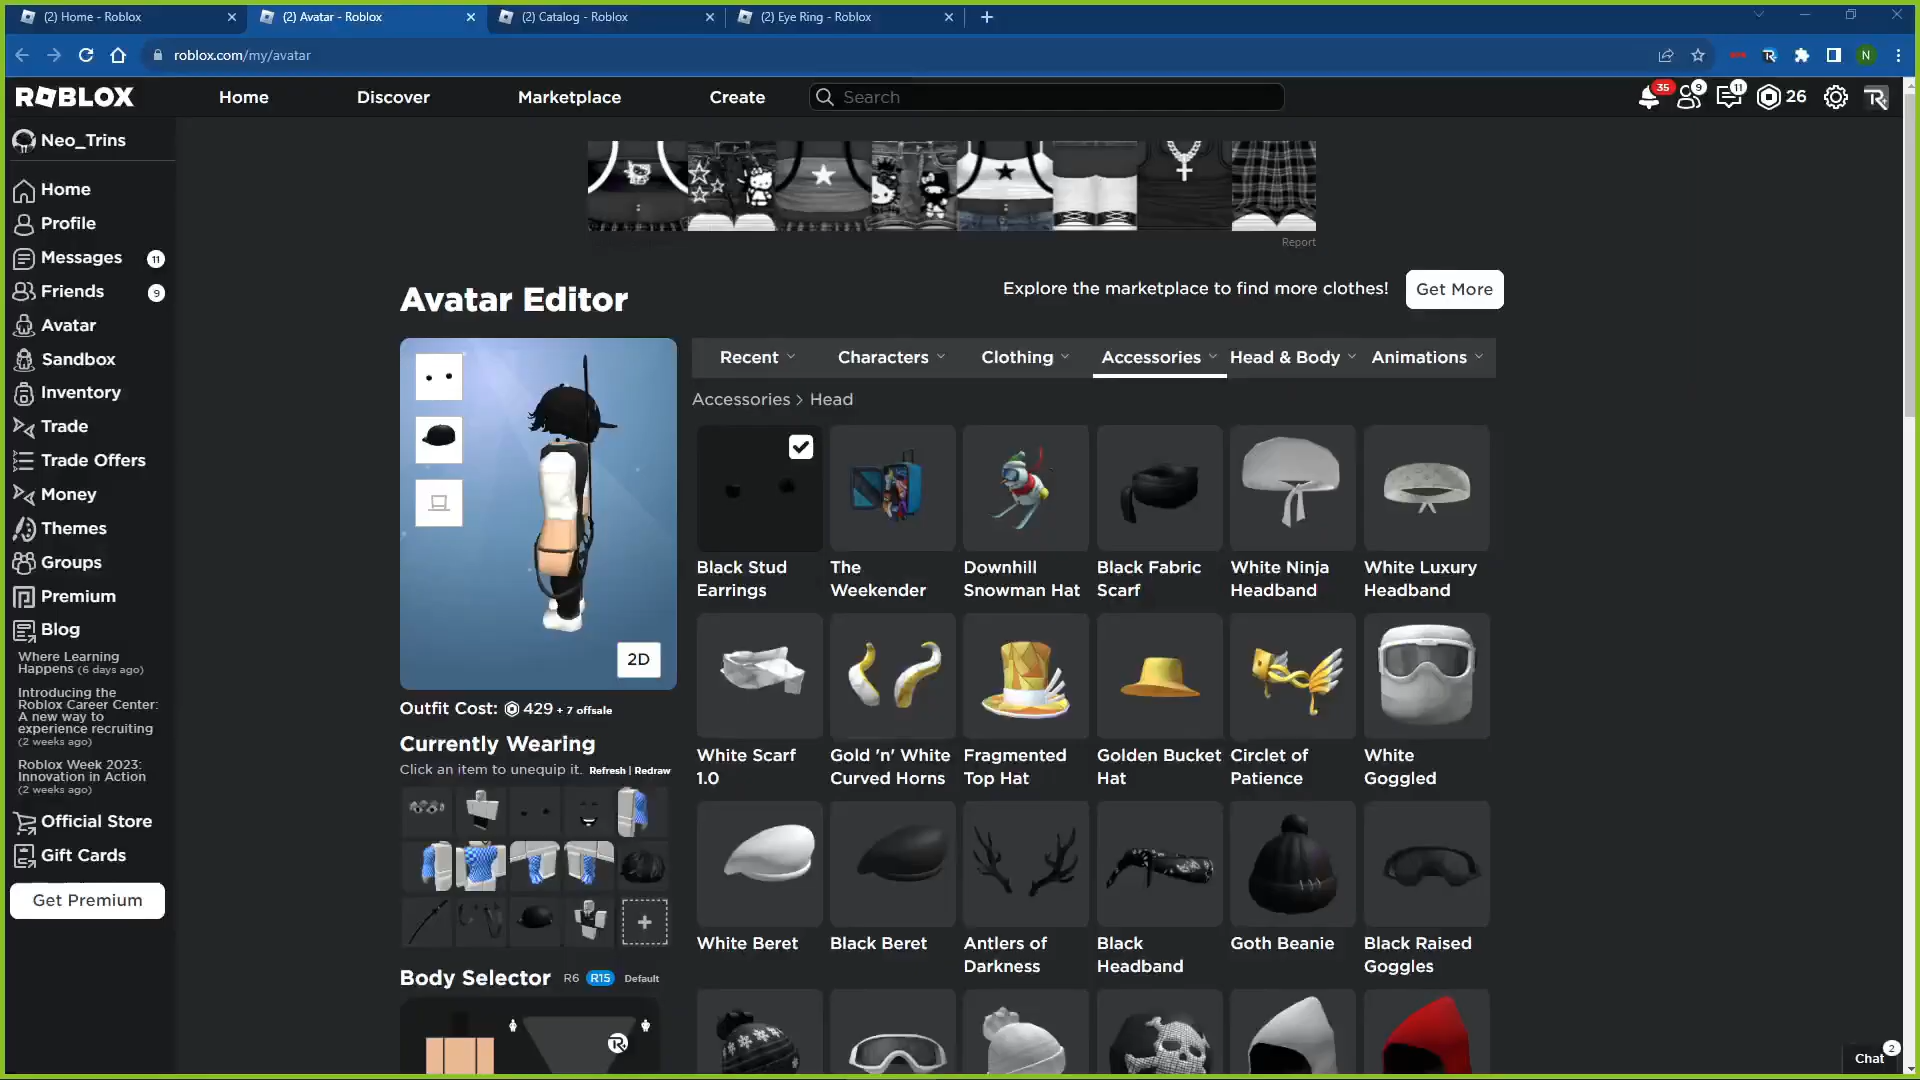 (2) Home - Roblox
(2) Avatar - Roblox
(2) Catalog - Roblox
(2) Eye Ring - Roblox
roblox.com/my/avatar
N
ROBLOX
Home
Discover
Marketplace
Create
Search
35
9
11
26
Neo_Trins
Home
Profile
Messages
11
Friends
9
Avatar
Sandbox
Inventory
Trade
Trade Offers
Money
Themes
Groups
Premium
Blog
Where Learning
Happens (6 days ago)
Introducing the
Roblox Career Center:
A new way to
experience recruiting
(2 weeks ago)
Roblox Week 2023:
Innovation in Action
(2 weeks ago)
Official Store
Gift Cards
Get Premium
Report
Avatar Editor
Explore the marketplace to find more clothes!
Get More
2D
Outfit Cost: 429 + 7 offsale
Currently Wearing
Click an item to unequip it. Refresh | Redraw
Body Selector R6 R15 Default
Recent
Characters
Clothing
Accessories
Head & Body
Animations
Accessories > Head
Black Stud
Earrings
The
Weekender
Downhill
Snowman Hat
Black Fabric
Scarf
White Ninja
Headband
White Luxury
Headband
White Scarf
1.0
Gold 'n' White
Curved Horns
Fragmented
Top Hat
Golden Bucket
Hat
Circlet of
Patience
White
Goggled
White Beret
Black Beret
Antlers of
Darkness
Black
Headband
Goth Beanie
Black Raised
Goggles
Chat
2